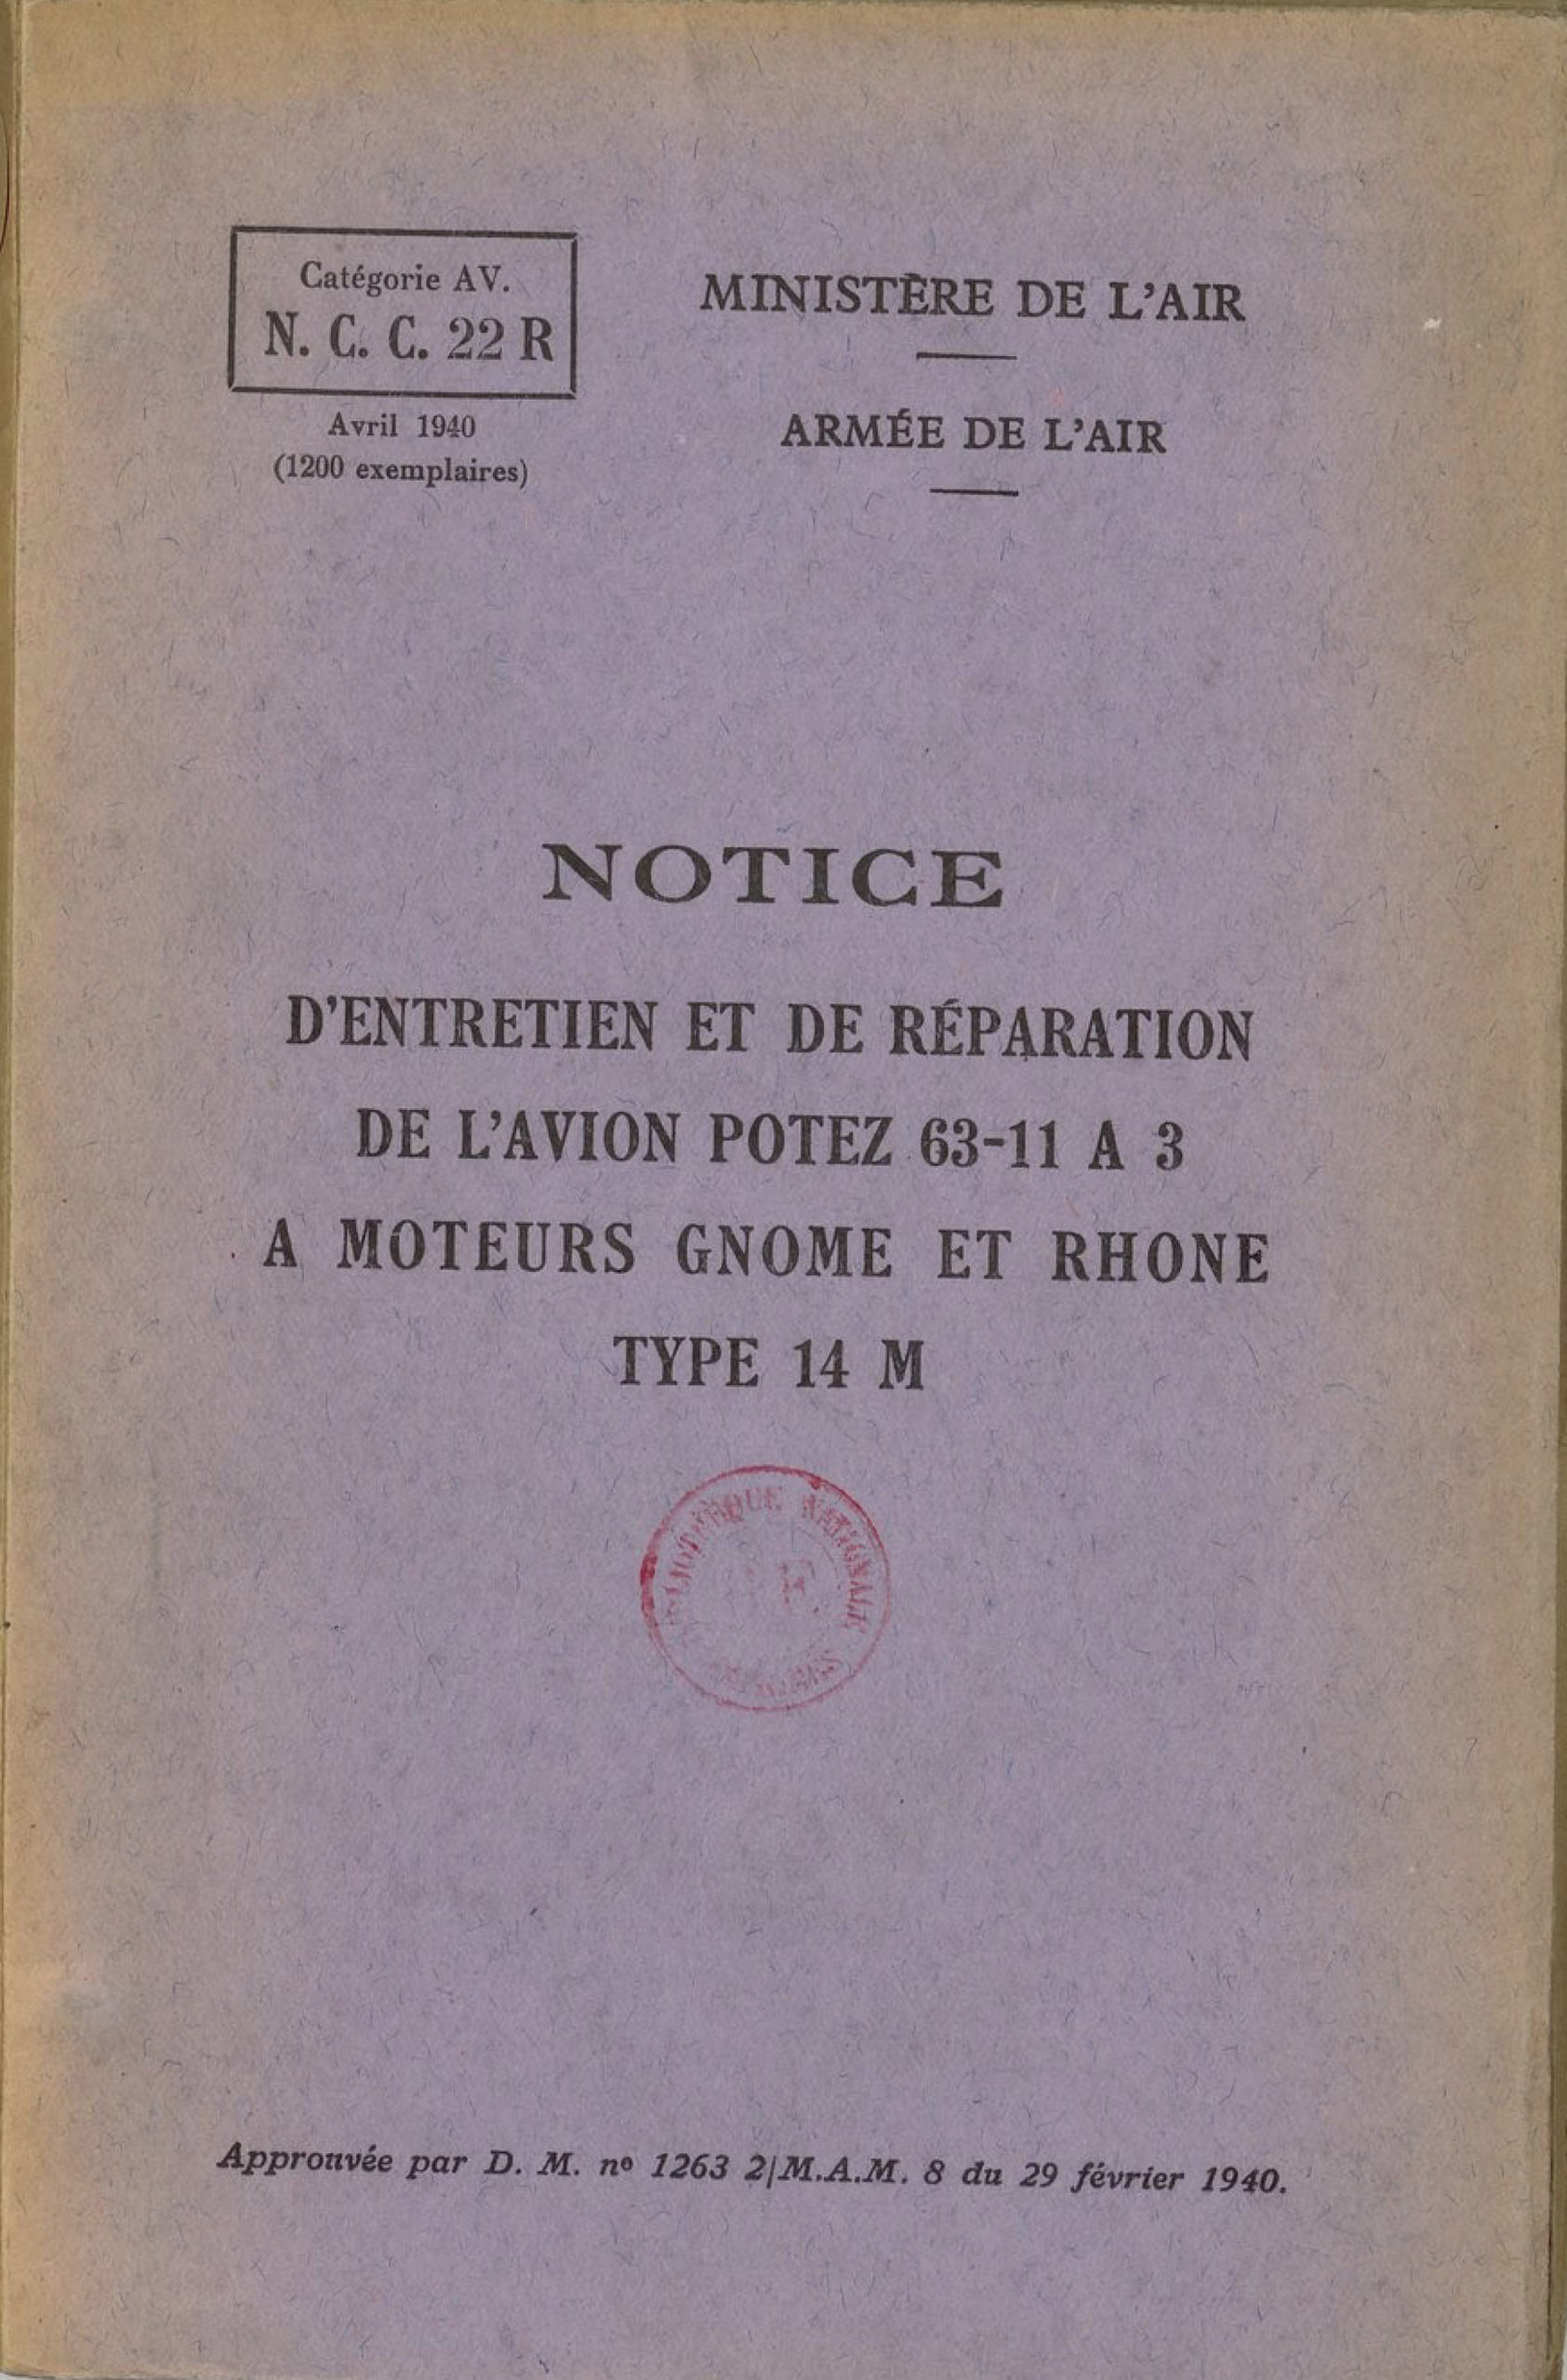 Catégorie AV.
N. C. C. 22 R
Avril 1940
(1200 exemplaires)
MINISTÈRE DE L'AIR
ARMÉE DE L'AIR
NOTICE
D'ENTRETIEN ET DE RÉPARATION
DE L'AVION POTEZ 63-11 A 3
A MOTEURS GNOME ET RHONE
TYPE 14 M
NATIONALE
Approuvée par D. M. nº 1263 2/M.A.M. 8 du 29 février 1940.